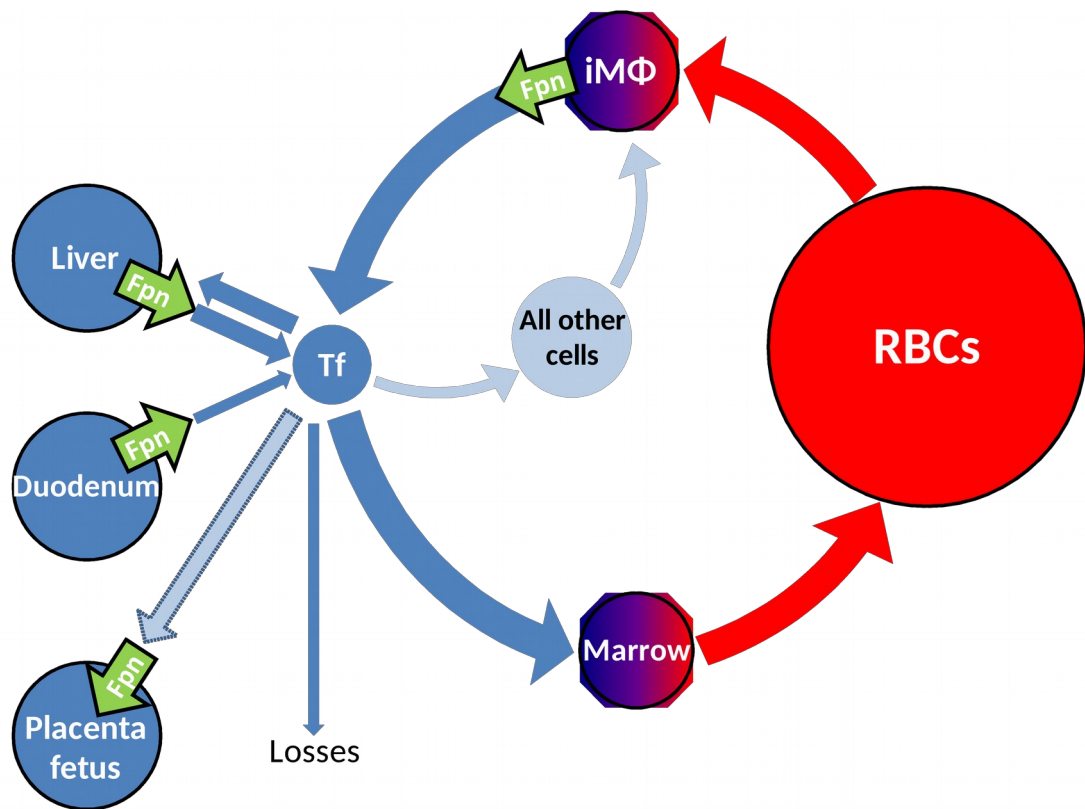 iMΦ
Fpn
Liver
Fpn
All other
cells
RBCs
Tf
Fpn
Duodenum
Marrow
Fpn
Placenta
fetus
Losses